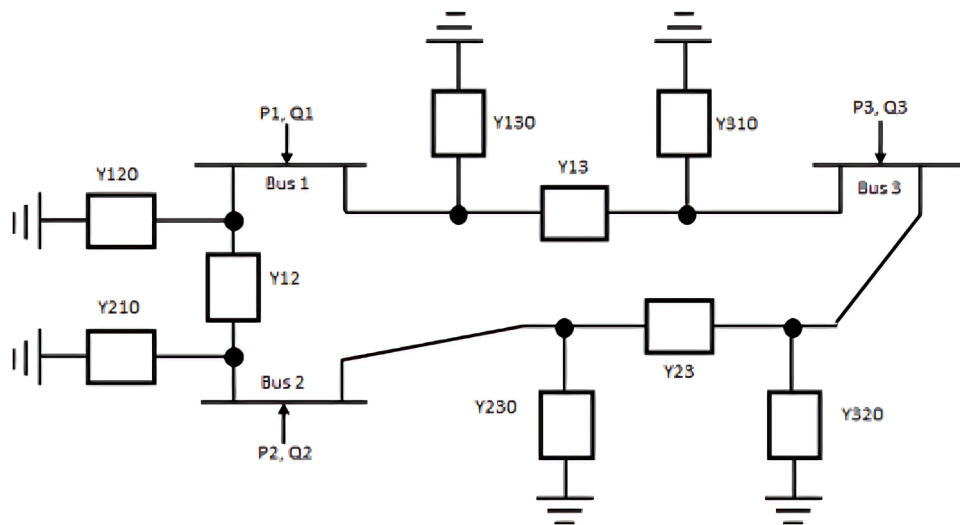 P1, Q1
Y130
Y310
P3, Q3
Y120
Bus 1
Y13
Bus 3
Y12
Y210
Bus 2
Y23
Y230
Y320
P2, Q2